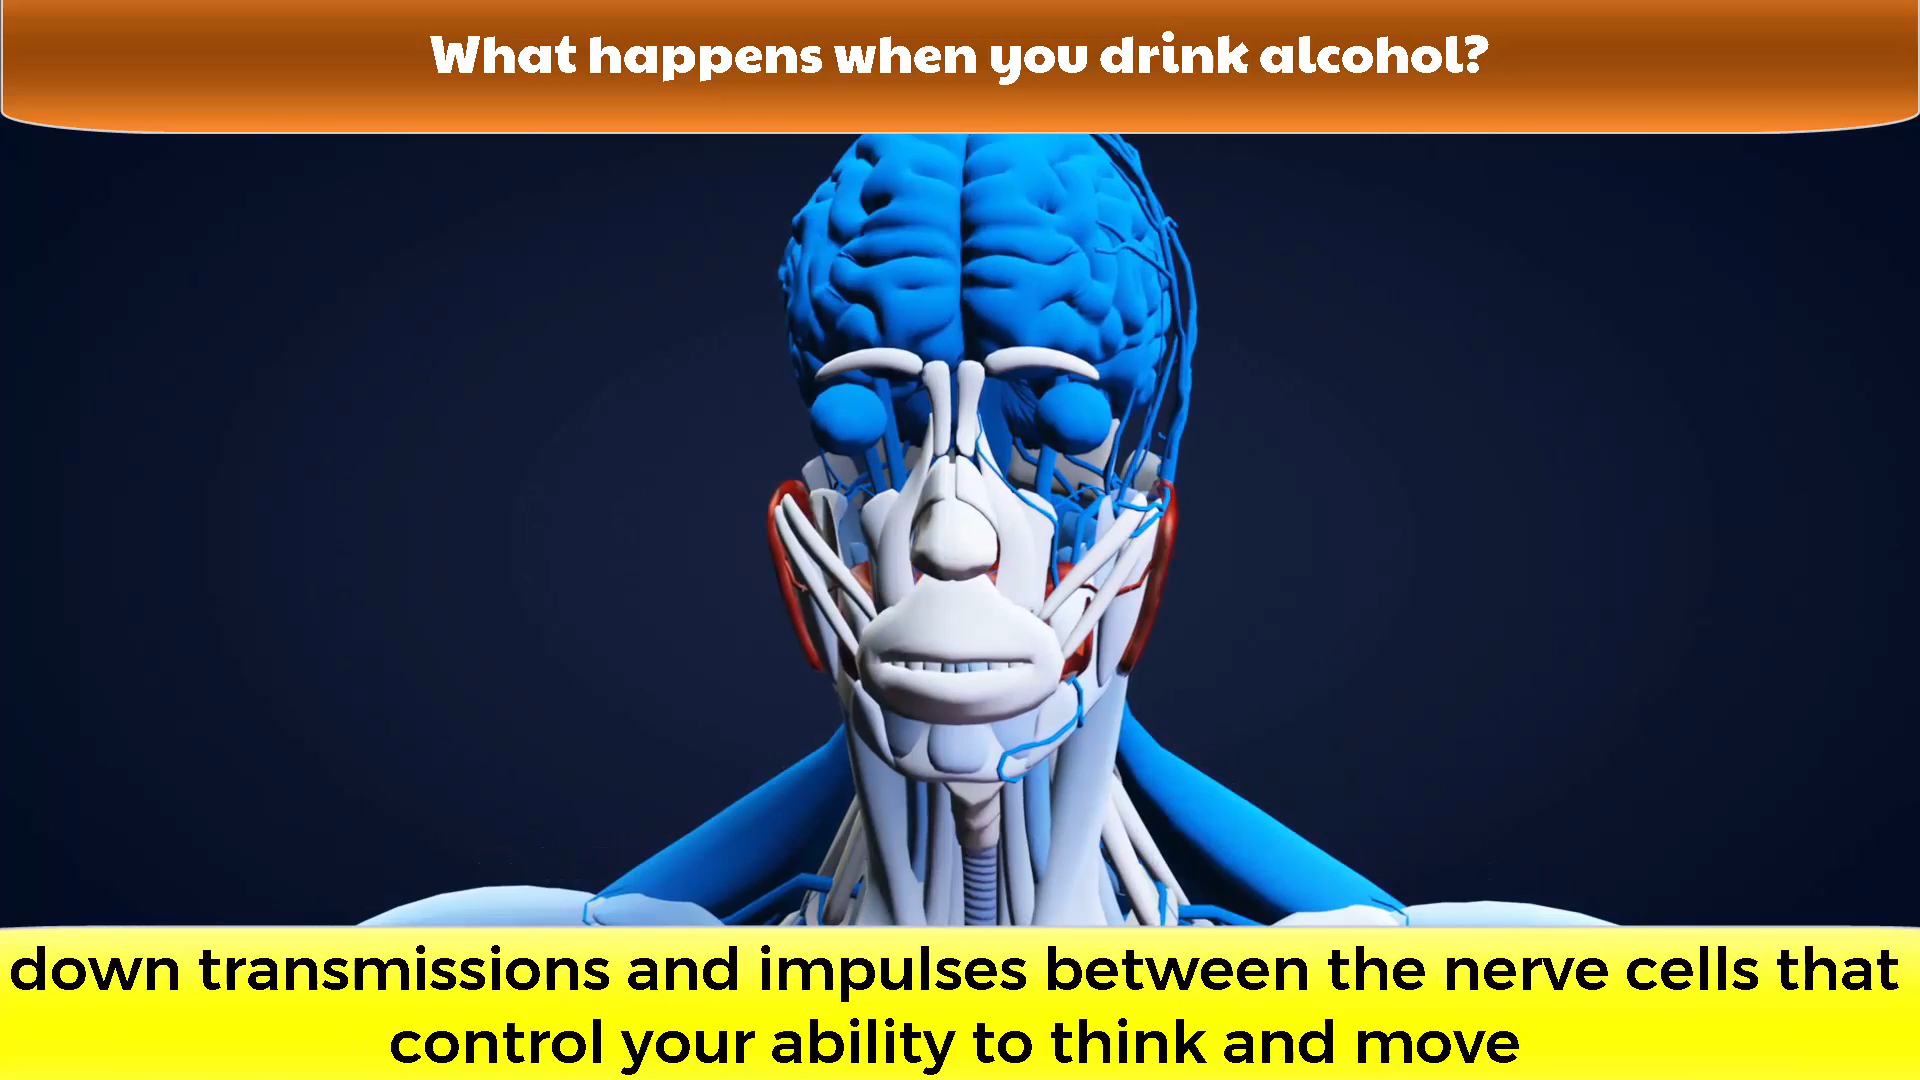 What happens when you drink alcohol?
down transmissions and impulses between the nerve cells that
control your ability to think and move